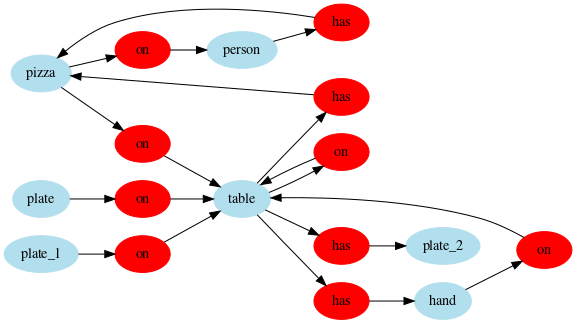 has
on
person
pizza
has
on
on
plate
on
table
plate_1
on
has
plate_2
on
has
hand